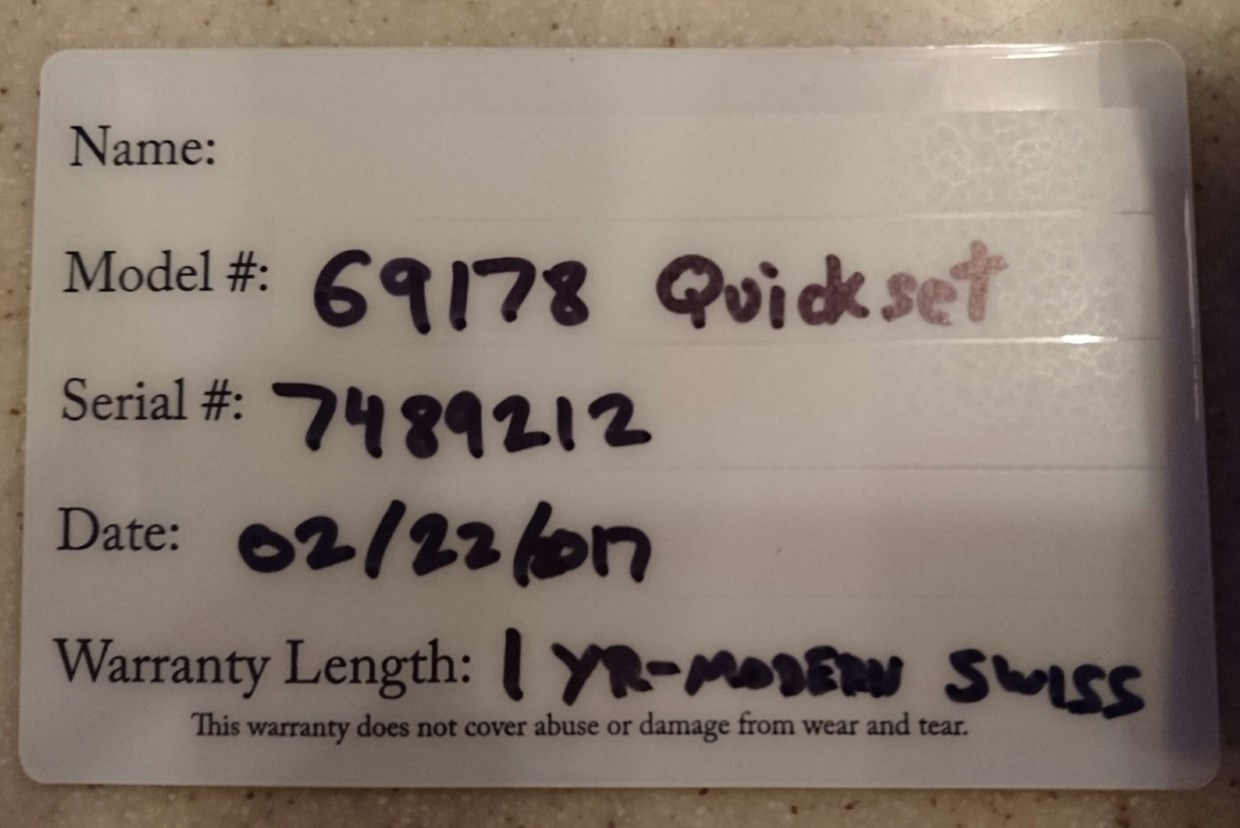 Name:
Model #: 69178 Quickset
Serial #: 7489212
Date: 02/22/017
Warranty Length: 1 YR-MODERN SWISS
This warranty does not cover abuse or damage from wear and tear.